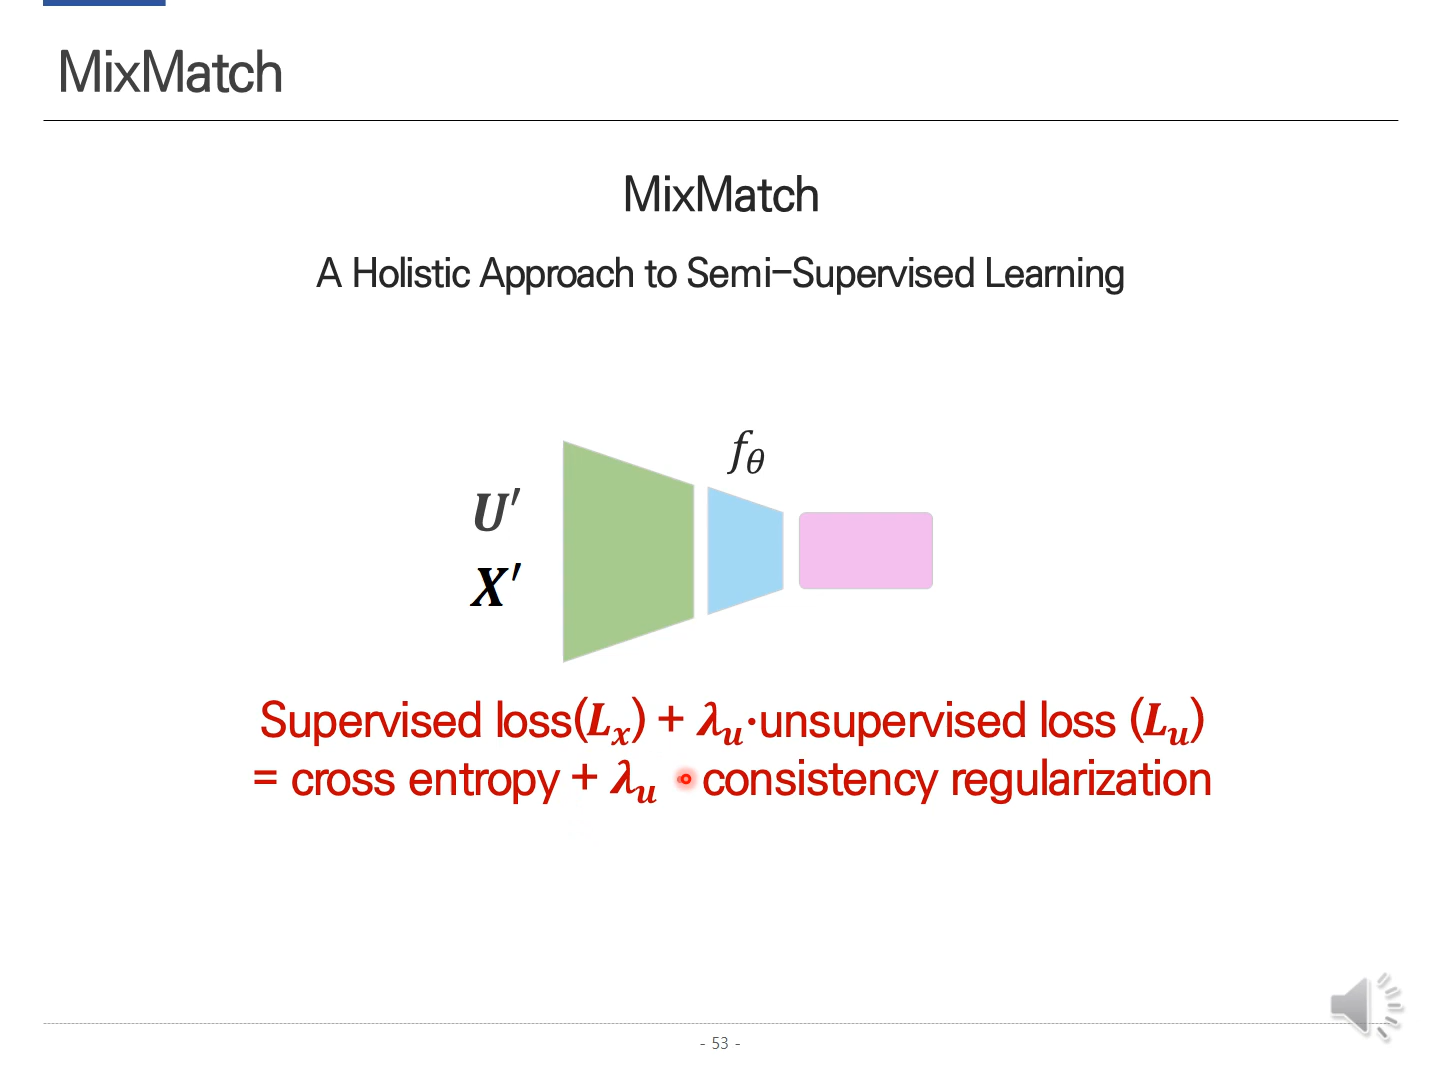 MixMatch
MixMatch
A Holistic Approach to Semi-Supervised Learning
f_θ
U′
X′
Supervised loss(L_x) + λ_u·unsupervised loss (L_u)
= cross entropy + λ_u · consistency regularization
- 53 -